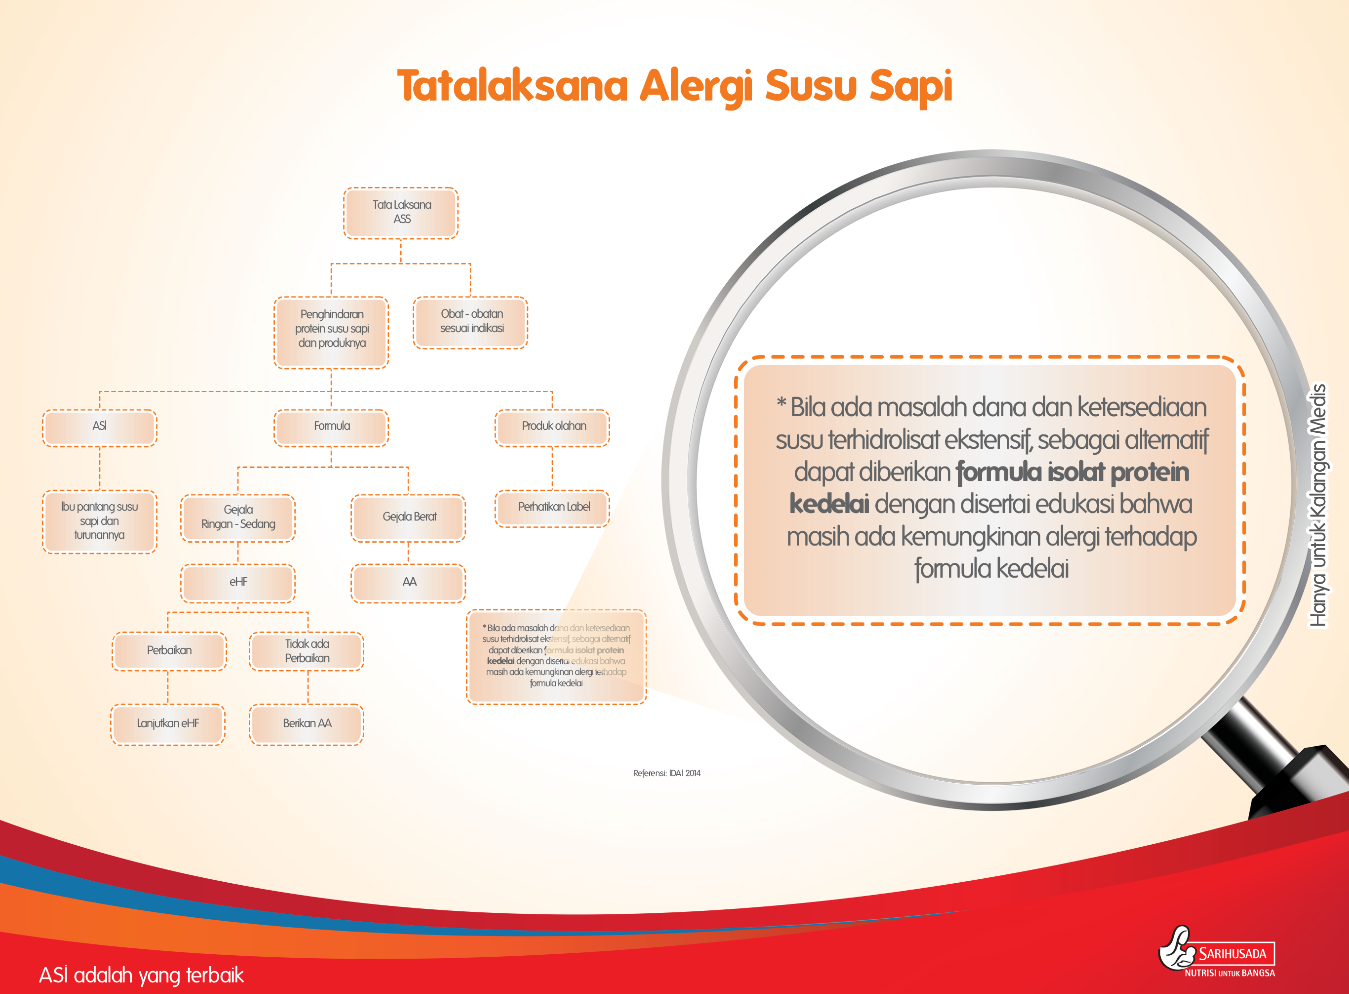 Tatalaksana Alergi Susu Sapi
Tata Laksana
ASS
Penghindaran
protein susu sapi
dan produknya
Obat - obatan
sesuai indikasi
ASI
Formula
Produk olahan
Ibu pantang susu
sapi dan
turunannya
Gejala
Ringan - Sedang
Gejala Berat
Perhatikan Label
eHF
AA
Perbaikan
Tidak ada
Perbaikan
Lanjutkan eHF
Berikan AA
* Bila ada masalah dana dan ketersediaan
susu terhidrolisat ekstensif, sebagai alternatif
dapat diberikan formula isolat protein
kedelai dengan disertai edukasi bahwa
masih ada kemungkinan alergi terhadap
formula kedelai
Referensi: IDAI 2014
* Bila ada masalah dana dan ketersediaan
susu terhidrolisat ekstensif, sebagai alternatif
dapat diberikan formula isolat protein
kedelai dengan disertai edukasi bahwa
masih ada kemungkinan alergi terhadap
formula kedelai
Hanya untuk Kalangan Medis
ASI adalah yang terbaik
SARIHUSADA
NUTRISI UNTUK BANGSA